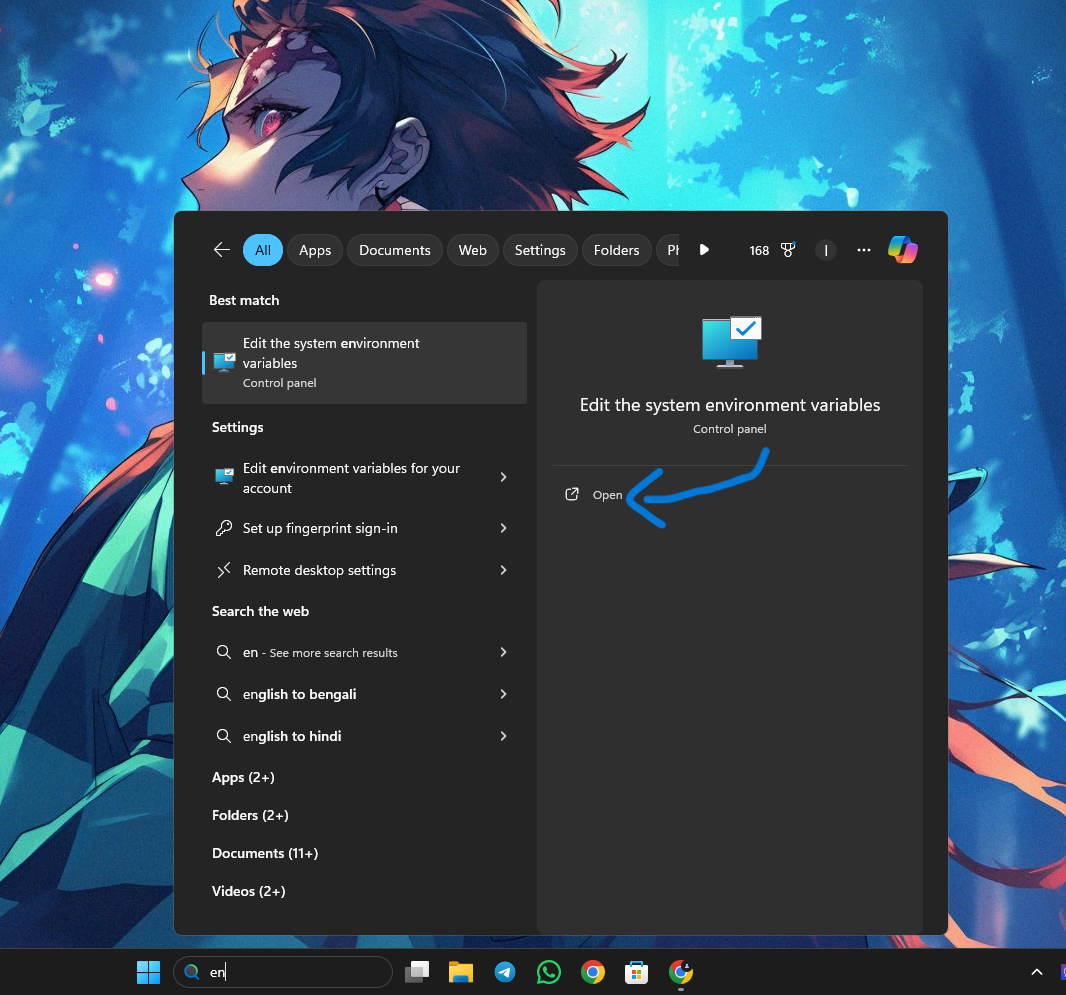 All Apps Documents Web Settings Folders Ph 168 I
Best match
Edit the system environment
variables
Control panel
Edit the system environment variables
Control panel
Open
Settings
Edit environment variables for your
account
Set up fingerprint sign-in
Remote desktop settings
Search the web
en - See more search results
english to bengali
english to hindi
Apps (2+)
Folders (2+)
Documents (11+)
Videos (2+)
en